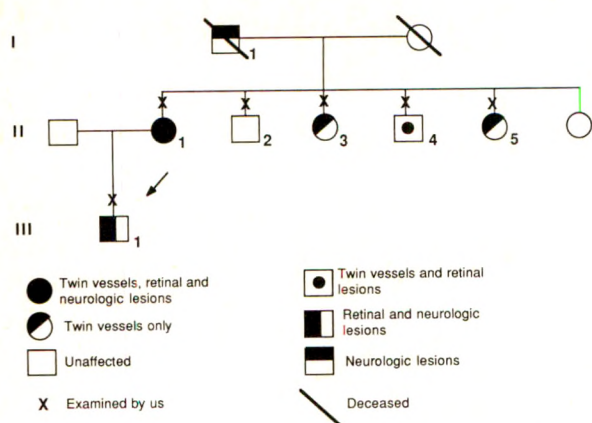 I
1
II
1
2
3
4
5
III
1
Twin vessels, retinal and
neurologic lesions
Twin vessels only
Unaffected
X Examined by us
Twin vessels and retinal
lesions
Retinal and neurologic
lesions
Neurologic lesions
Deceased